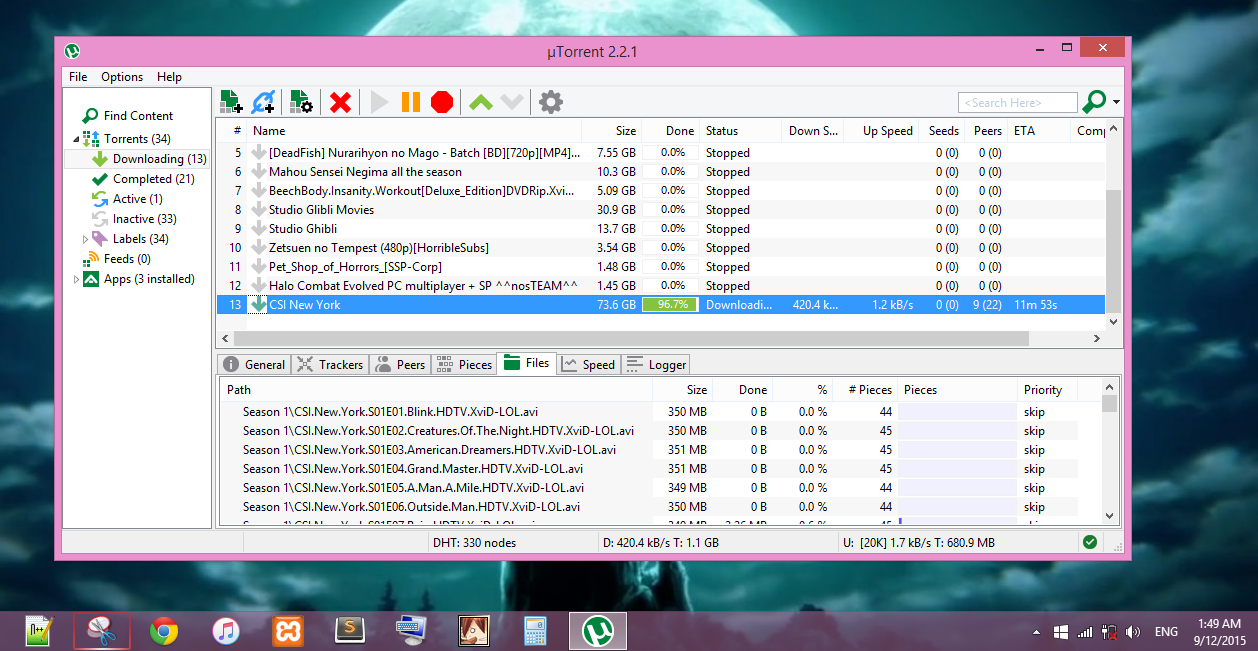 µTorrent 2.2.1
File Options Help
<Search Here>
Find Content
Torrents (34)
Downloading (13)
Completed (21)
Active (1)
Inactive (33)
Labels (34)
Feeds (0)
Apps (3 installed)
# Name Size Done Status Down S... Up Speed Seeds Peers ETA
5 [DeadFish] Nurarihyon no Mago - Batch [BD][720p][MP4]... 7.55 GB 0.0% Stopped 0 (0) 0 (0)
6 Mahou Sensei Negima all the season 10.3 GB 0.0% Stopped 0 (0) 0 (0)
7 BeechBody.Insanity.Workout[Deluxe_Edition]DVDRip.Xvi... 5.09 GB 0.0% Stopped 0 (0) 0 (0)
8 Studio Glibli Movies 30.9 GB 0.0% Stopped 0 (0) 0 (0)
9 Studio Ghibli 13.7 GB 0.0% Stopped 0 (0) 0 (0)
10 Zetsuen no Tempest (480p)[HorribleSubs] 3.54 GB 0.0% Stopped 0 (0) 0 (0)
11 Pet_Shop_of_Horrors_[SSP-Corp] 1.48 GB 0.0% Stopped 0 (0) 0 (0)
12 Halo Combat Evolved PC multiplayer + SP ^^nosTEAM^^ 1.45 GB 0.0% Stopped 0 (0) 0 (0)
13 CSI New York 73.6 GB 96.7% Downloadi... 420.4 k... 1.2 kB/s 0 (0) 9 (22) 11m 53s
General Trackers Peers Pieces Files Speed Logger
Path Size Done % # Pieces Pieces Priority
Season 1\CSI.New.York.S01E01.Blink.HDTV.XviD-LOL.avi 350 MB 0 B 0.0 % 44 skip
Season 1\CSI.New.York.S01E02.Creatures.Of.The.Night.HDTV.XviD-LOL.avi 350 MB 0 B 0.0 % 45 skip
Season 1\CSI.New.York.S01E03.American.Dreamers.HDTV.XviD-LOL.avi 351 MB 0 B 0.0 % 45 skip
Season 1\CSI.New.York.S01E04.Grand.Master.HDTV.XviD-LOL.avi 351 MB 0 B 0.0 % 45 skip
Season 1\CSI.New.York.S01E05.A.Man.A.Mile.HDTV.XviD-LOL.avi 349 MB 0 B 0.0 % 44 skip
Season 1\CSI.New.York.S01E06.Outside.Man.HDTV.XviD-LOL.avi 350 MB 0 B 0.0 % 45 skip
DHT: 330 nodes D: 420.4 kB/s T: 1.1 GB U: [20K] 1.7 kB/s T: 680.9 MB
ENG
1:49 AM
9/12/2015